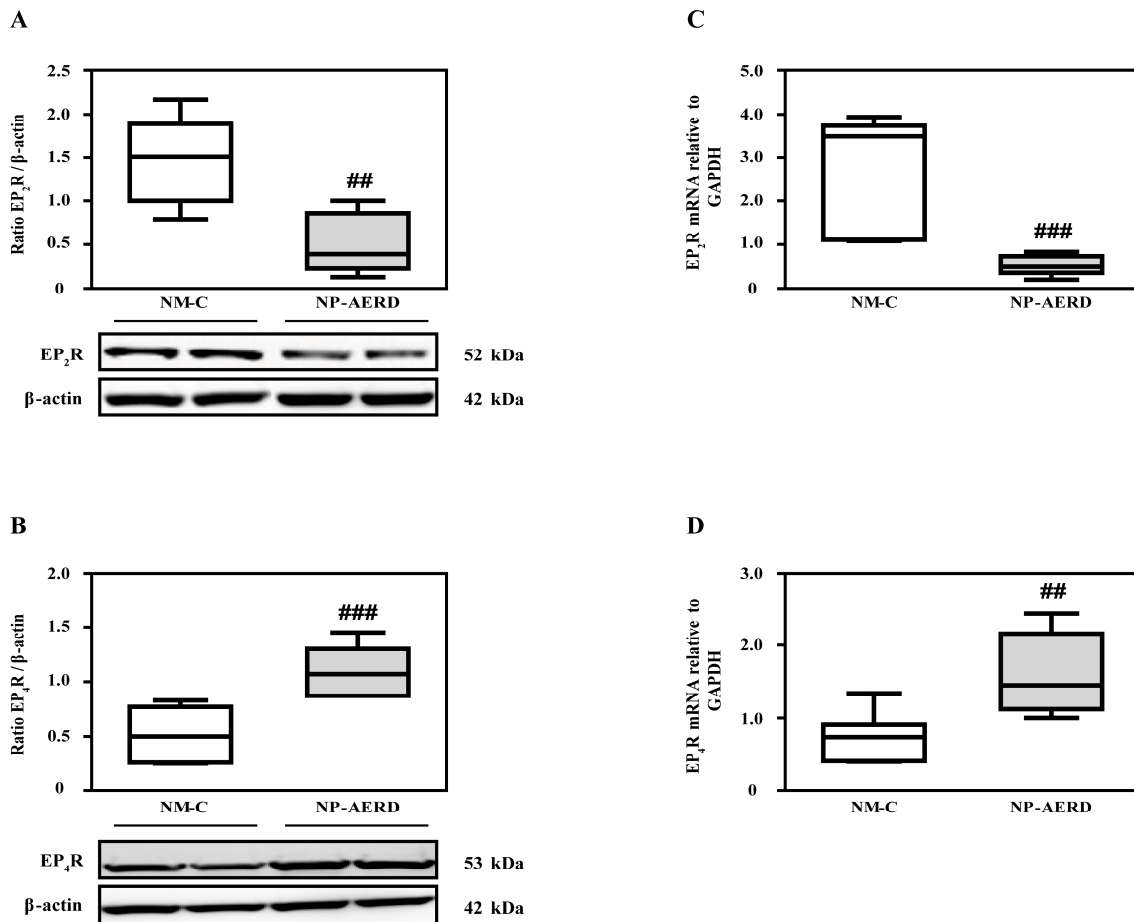 A
Ratio EP₂R / β-actin
2.5
2.0
1.5
1.0
0.5
0
##
NM-C
NP-AERD
EP₂R
52 kDa
β-actin
42 kDa
B
Ratio EP₄R / β-actin
2.0
1.5
1.0
0.5
0
###
NM-C
NP-AERD
EP₄R
53 kDa
β-actin
42 kDa
C
EP₂R mRNA relative to
GAPDH
5.0
4.0
3.0
2.0
1.0
0
###
NM-C
NP-AERD
D
EP₄R mRNA relative to
GAPDH
3.0
2.0
1.0
0
##
NM-C
NP-AERD